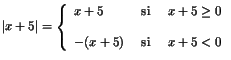 |x + 5| = { x + 5 si x + 5 ≥ 0
−(x + 5) si x + 5 < 0